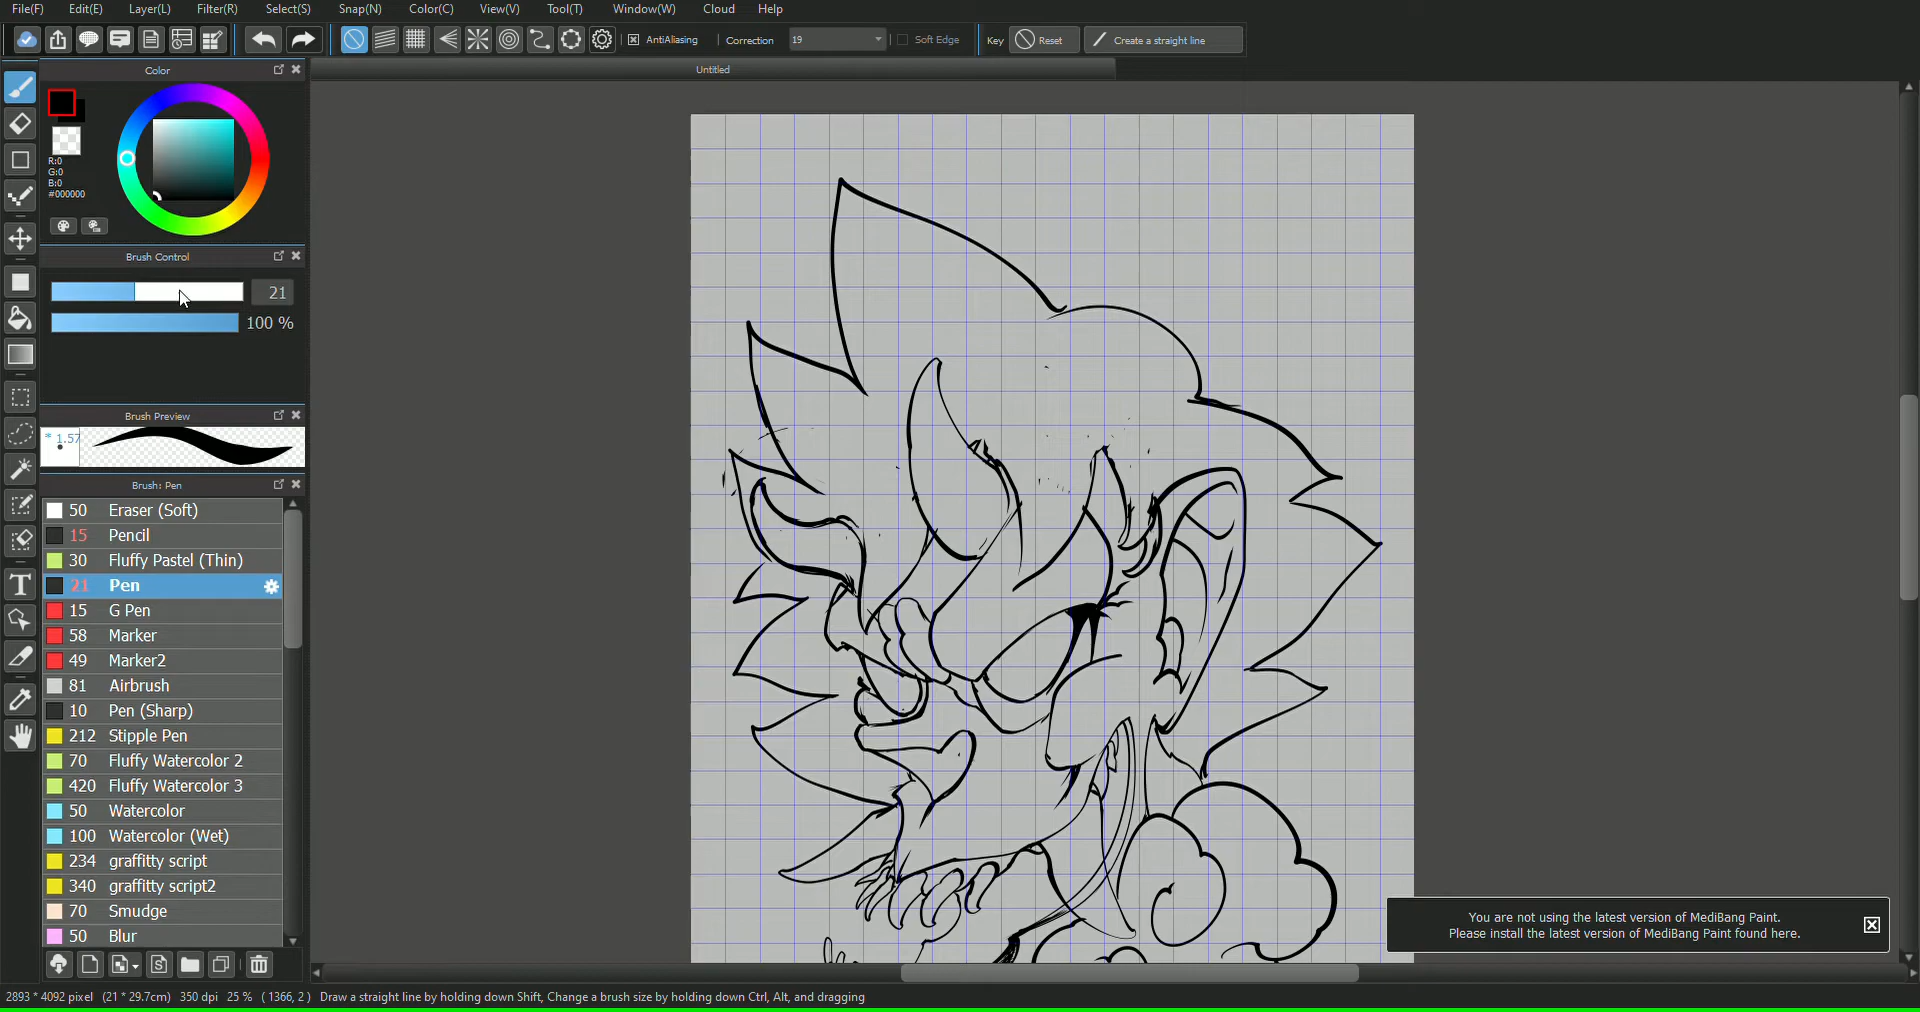 File(F) Edit(E) Layer(L) Filter(R) Select(S) Snap(N) Color(C) View(V) Tool(T) Window(W) Cloud Help
AntiAliasing Correction 19 Soft Edge Key Reset Create a straight line
Color
Untitled
R:0
G:0
B:0
#000000
Brush Control
21
100 %
Brush Preview
* 1.57
Brush: Pen
50 Eraser (Soft)
15 Pencil
30 Fluffy Pastel (Thin)
21 Pen
15 G Pen
58 Marker
49 Marker2
81 Airbrush
10 Pen (Sharp)
212 Stipple Pen
70 Fluffy Watercolor 2
420 Fluffy Watercolor 3
50 Watercolor
100 Watercolor (Wet)
234 graffitty script
340 graffitty script2
70 Smudge
50 Blur
You are not using the latest version of MediBang Paint.
Please install the latest version of MediBang Paint found here.
2893 * 4092 pixel (21 * 29.7cm) 350 dpi 25 % ( 1366, 2 ) Draw a straight line by holding down Shift, Change a brush size by holding down Ctrl, Alt, and dragging